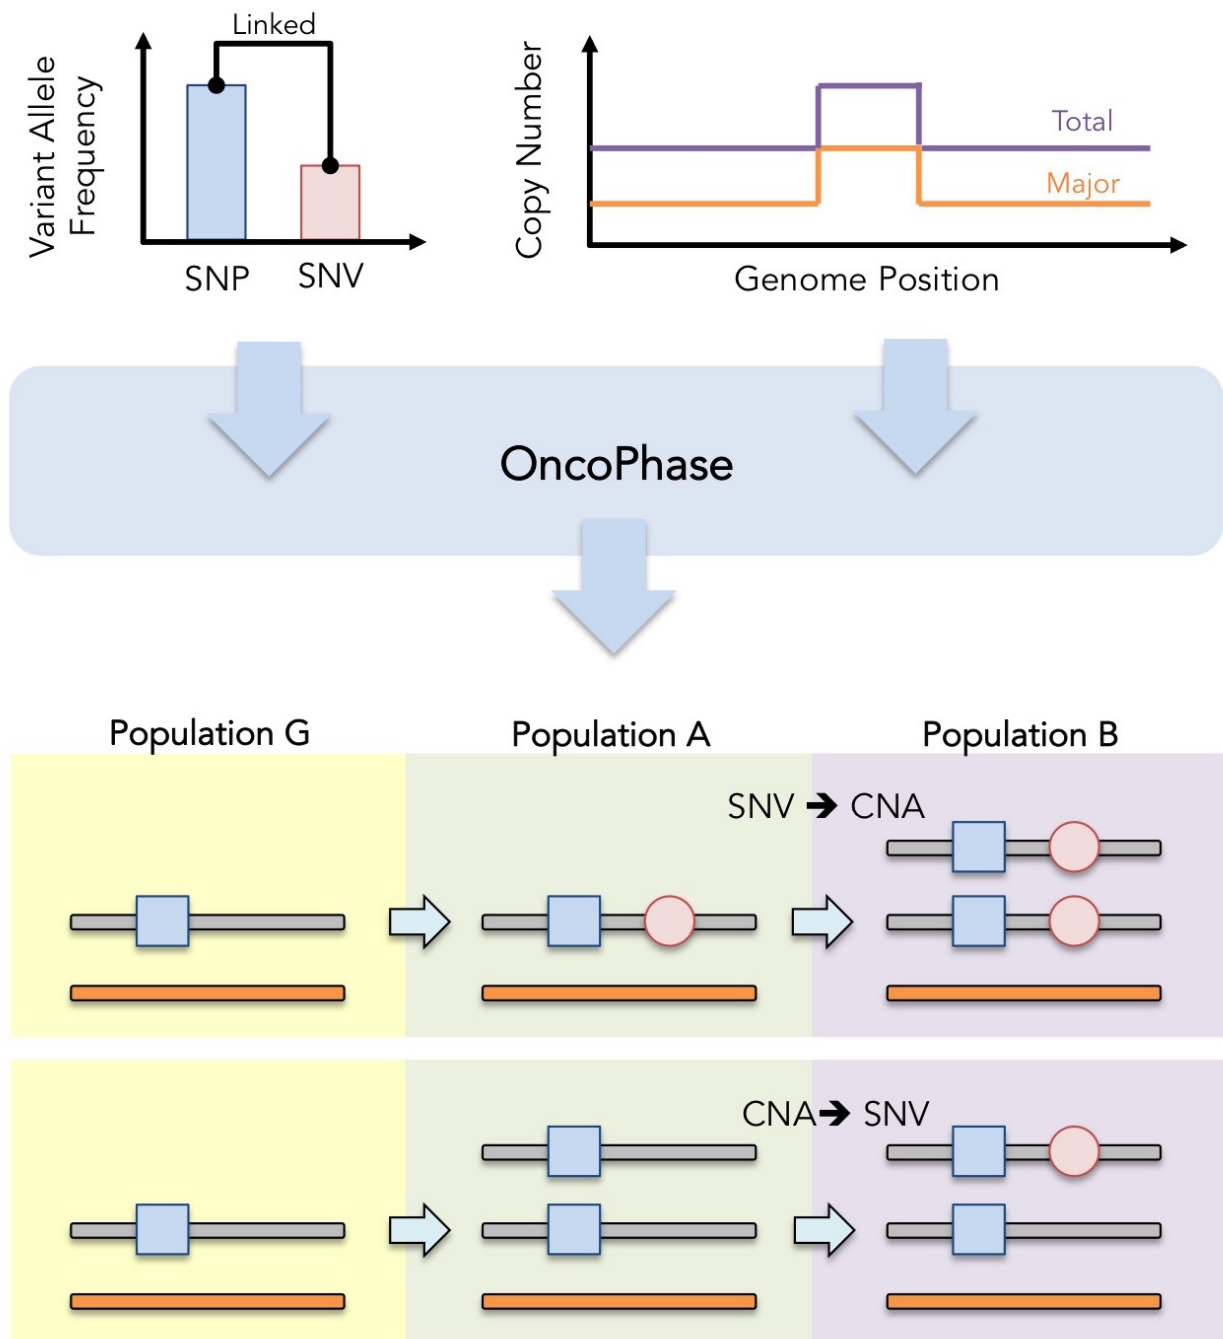 Linked
Variant Allele
Frequency
SNP
SNV
Copy Number
Total
Major
Genome Position
OncoPhase
Population G
Population A
Population B
SNV ➔ CNA
CNA➔ SNV